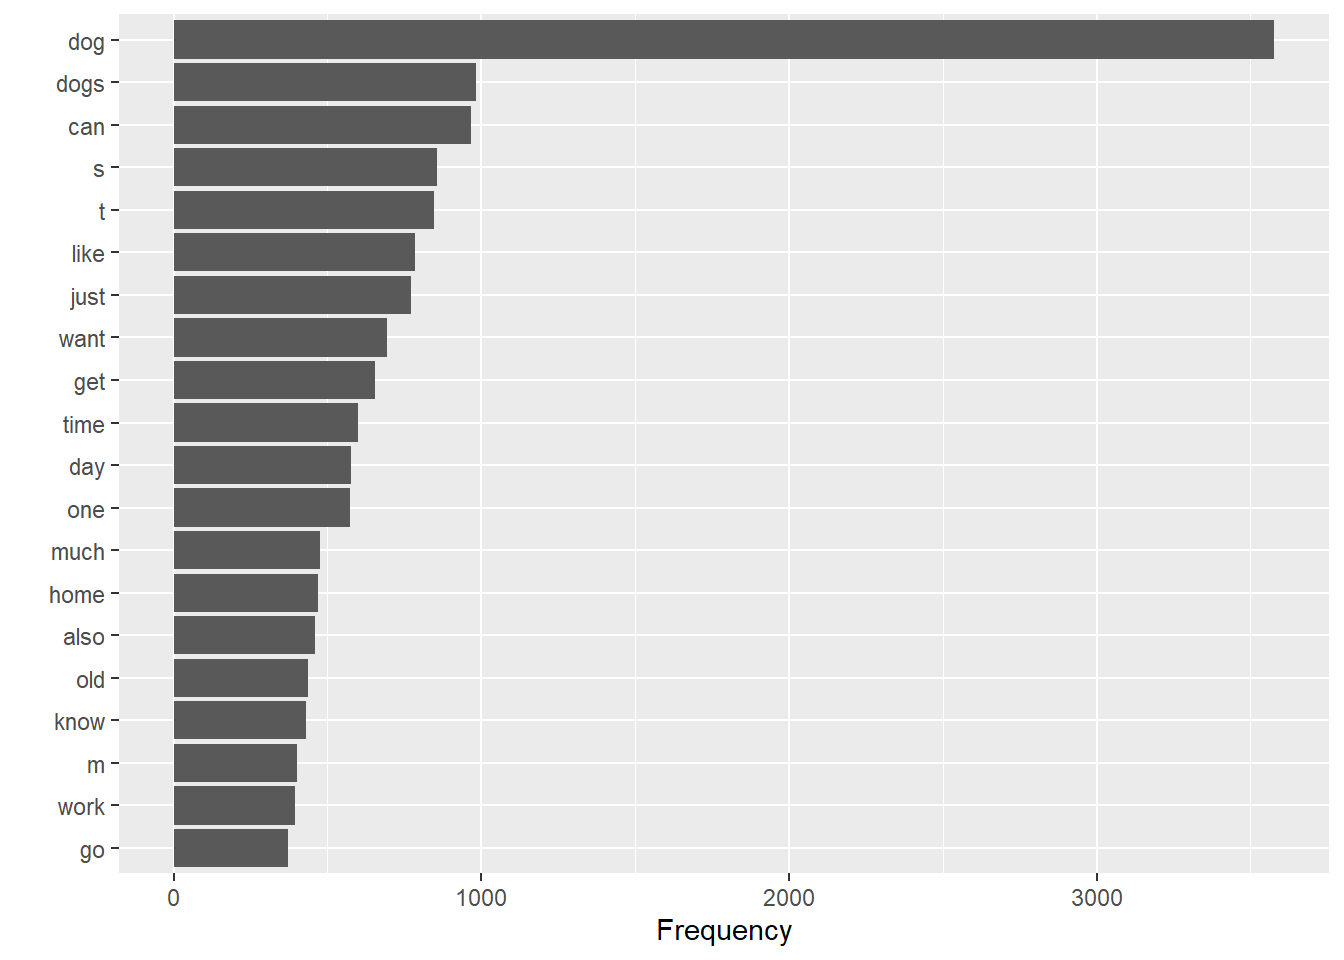 dog
dogs
can
s
t
like
just
want
get
time
day
one
much
home
also
old
know
m
work
go
0 1000 2000 3000
Frequency